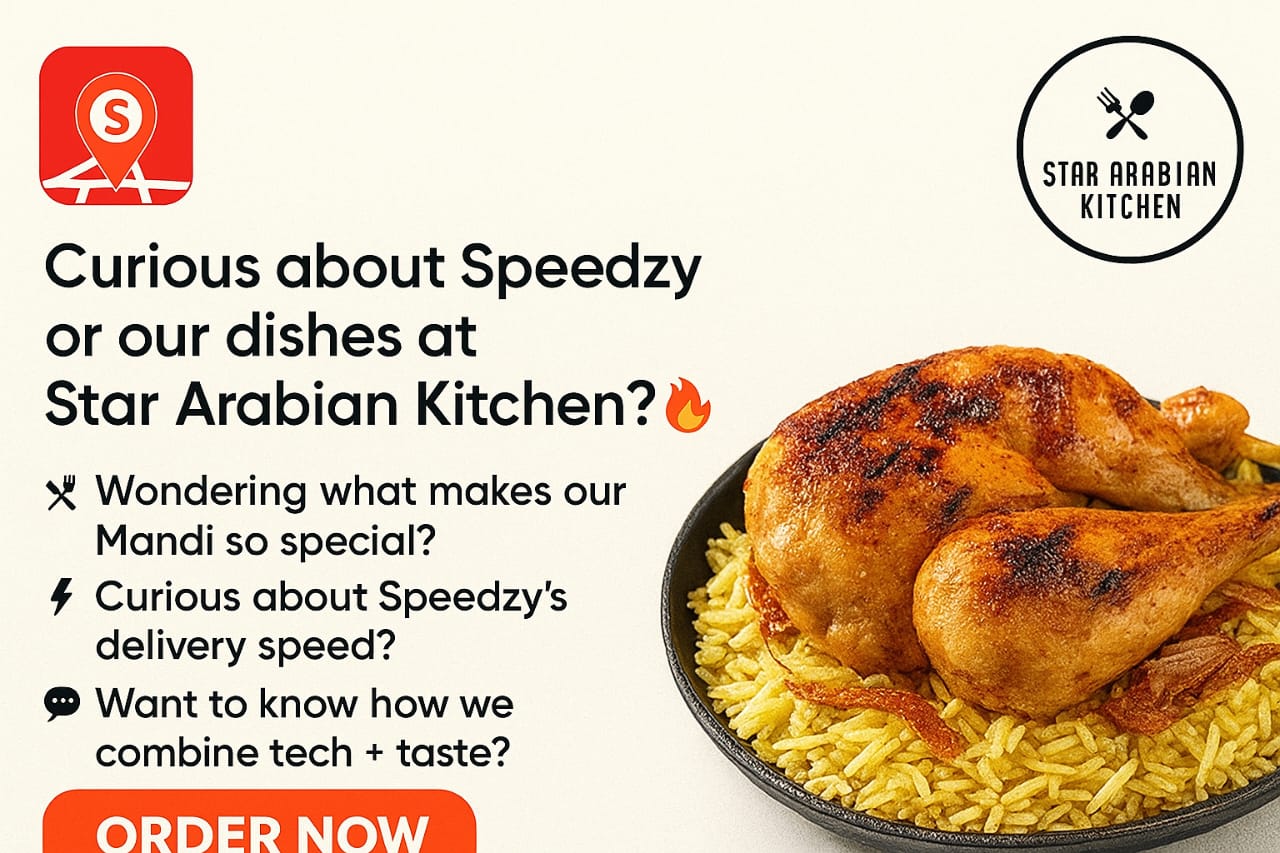 S
STAR ARABIAN
KITCHEN
Curious about Speedzy
or our dishes at
Star Arabian Kitchen?🔥
Wondering what makes our
Mandi so special?
Curious about Speedzy’s
delivery speed?
Want to know how we
combine tech + taste?
ORDER NOW